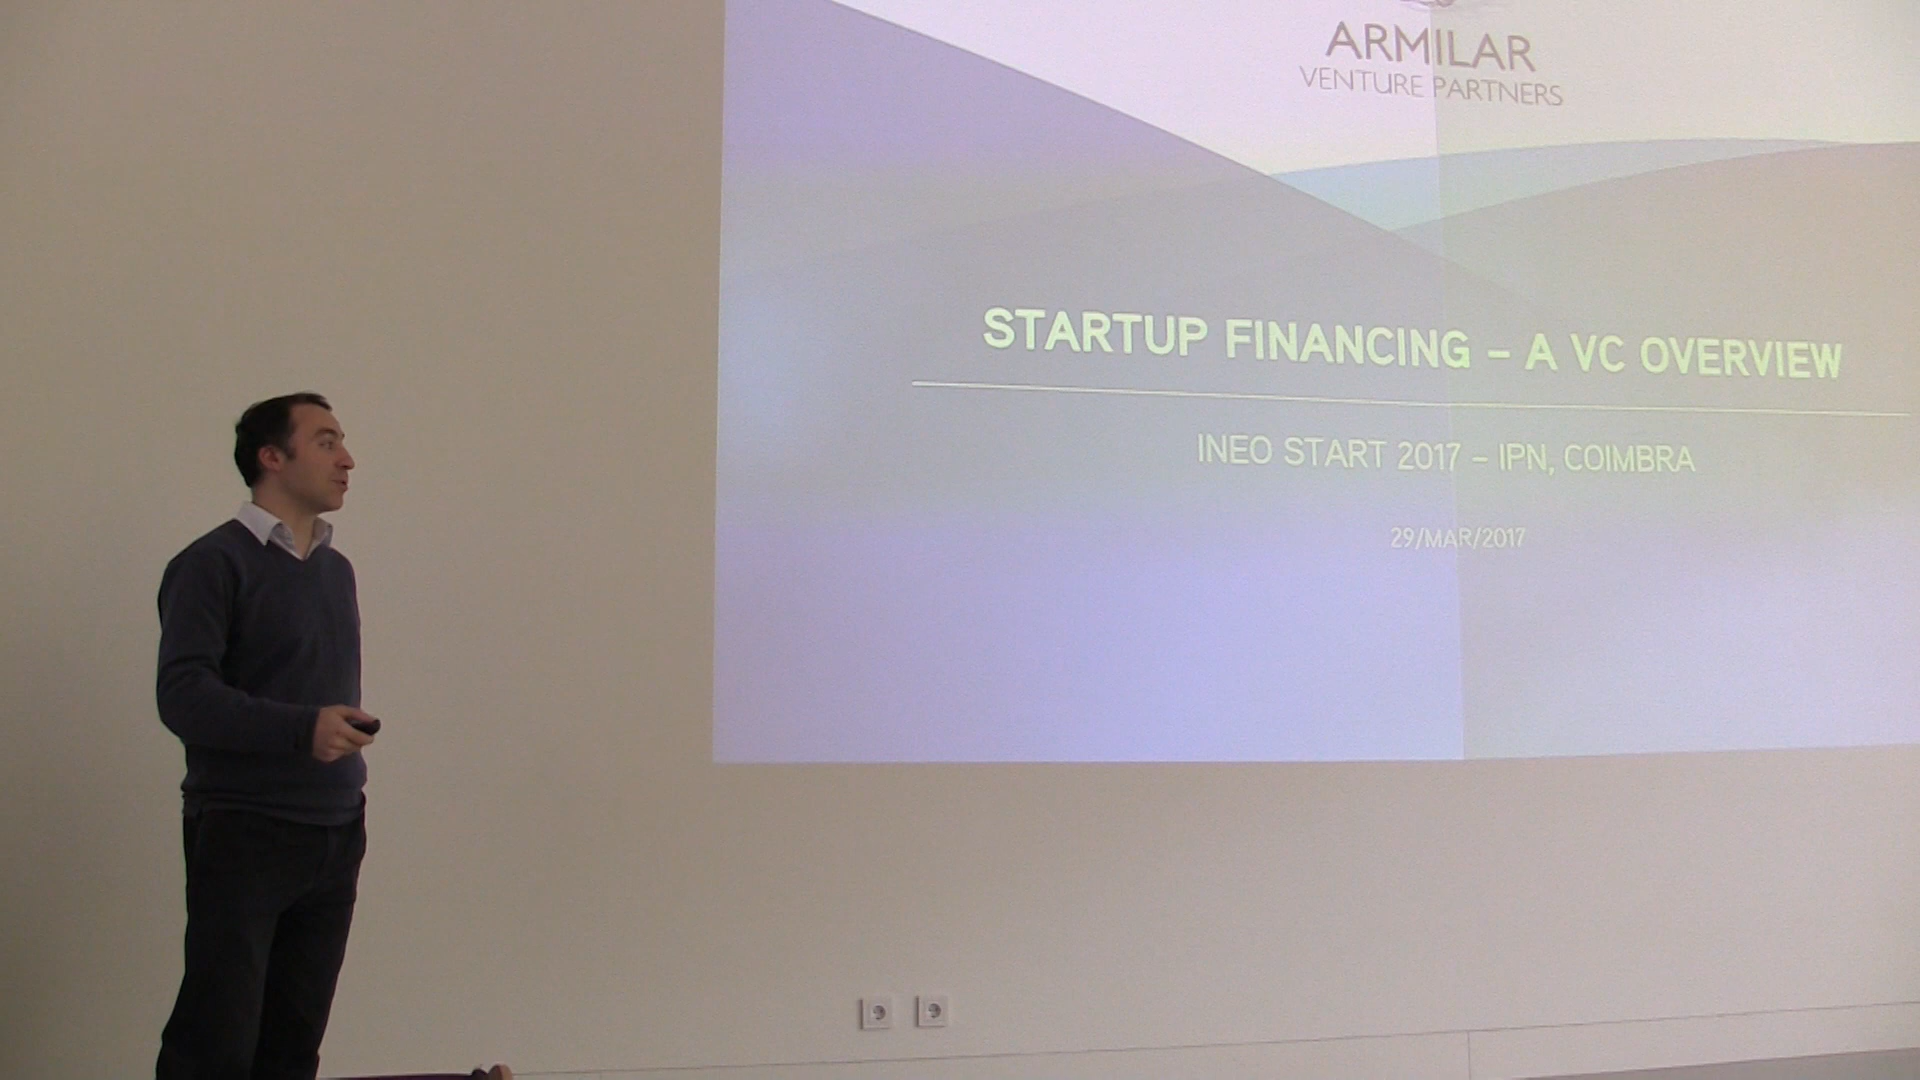 ARMILAR
VENTURE PARTNERS
STARTUP FINANCING – A VC OVERVIEW
INEO START 2017 – IPN, COIMBRA
29/MAR/2017